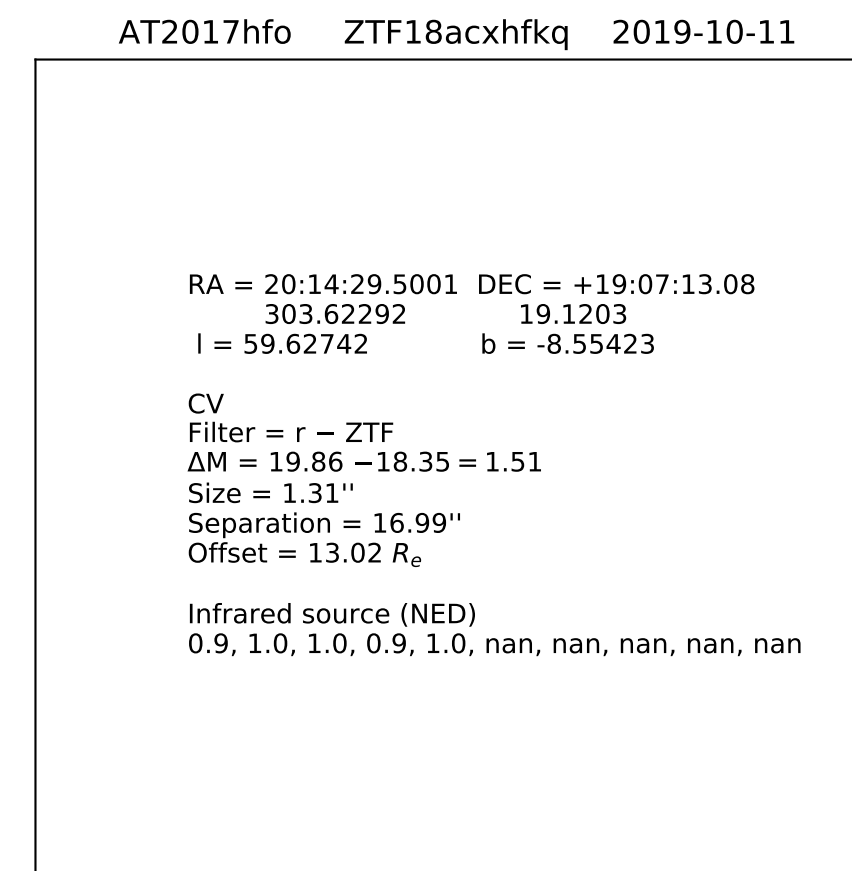 AT2017hfo ZTF18acxhfkq 2019-10-11
RA = 20:14:29.5001 DEC = +19:07:13.08
303.62292 19.1203
l = 59.62742 b = -8.55423
CV
Filter = r − ZTF
ΔM = 19.86 −18.35 = 1.51
Size = 1.31''
Separation = 16.99''
Offset = 13.02 Re
Infrared source (NED)
0.9, 1.0, 1.0, 0.9, 1.0, nan, nan, nan, nan, nan